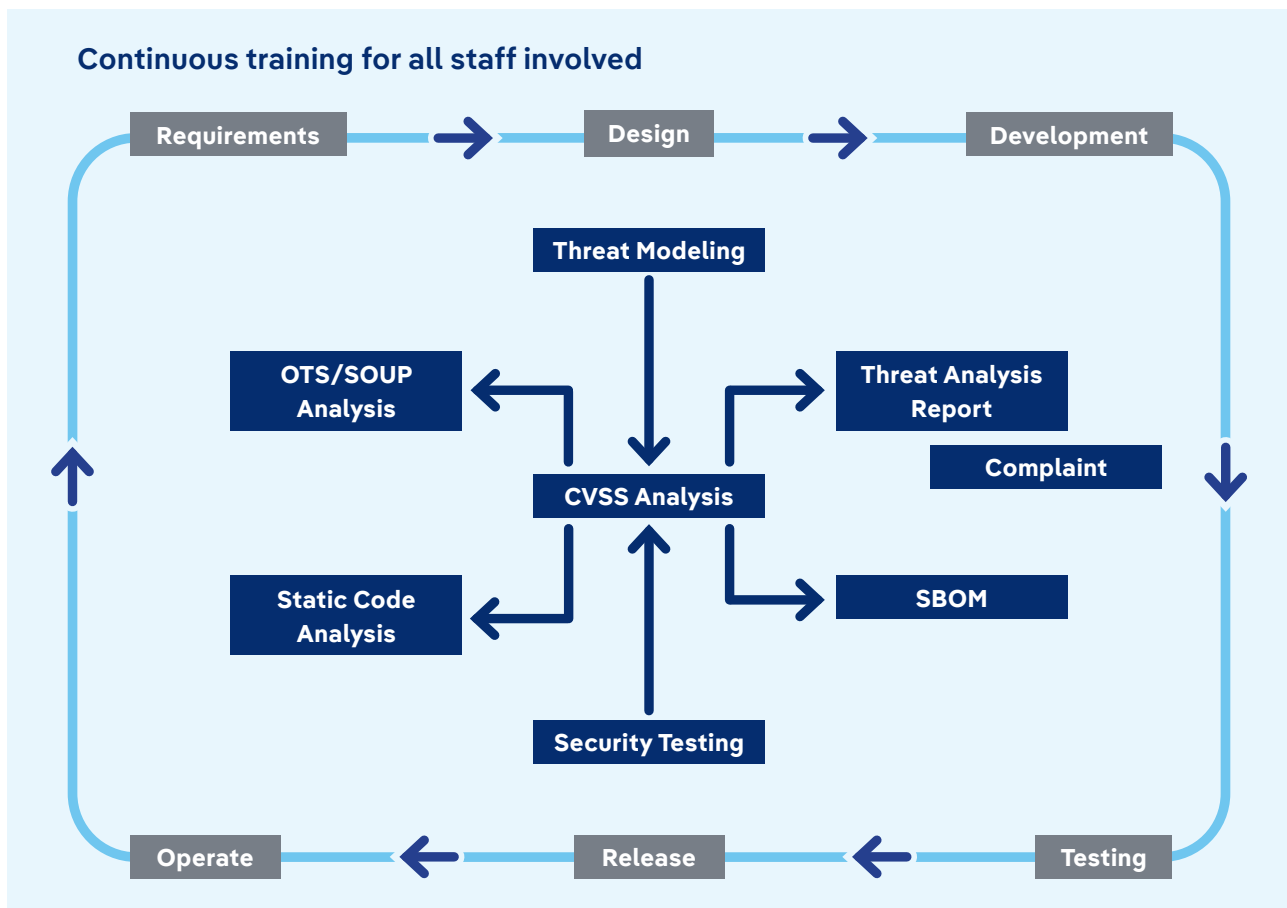 Continuous training for all staff involved
Requirements
Design
Development
Threat Modeling
OTS/SOUP
Analysis
Threat Analysis
Report
Complaint
CVSS Analysis
Static Code
Analysis
SBOM
Security Testing
Operate
Release
Testing